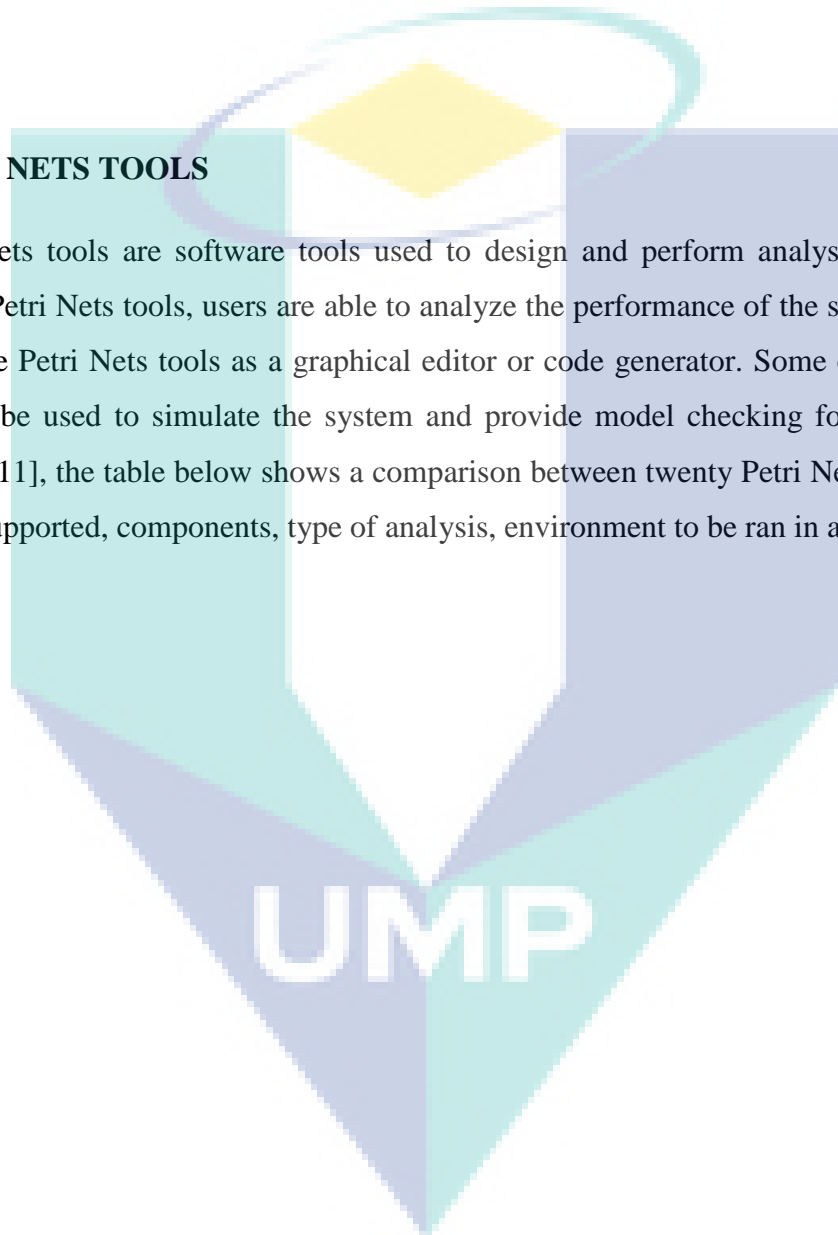 NETS TOOLS
ets tools are software tools used to design and perform analys
Petri Nets tools, users are able to analyze the performance of the s
e Petri Nets tools as a graphical editor or code generator. Some
be used to simulate the system and provide model checking fo
11], the table below shows a comparison between twenty Petri Ne
upported, components, type of analysis, environment to be ran in a
UMP